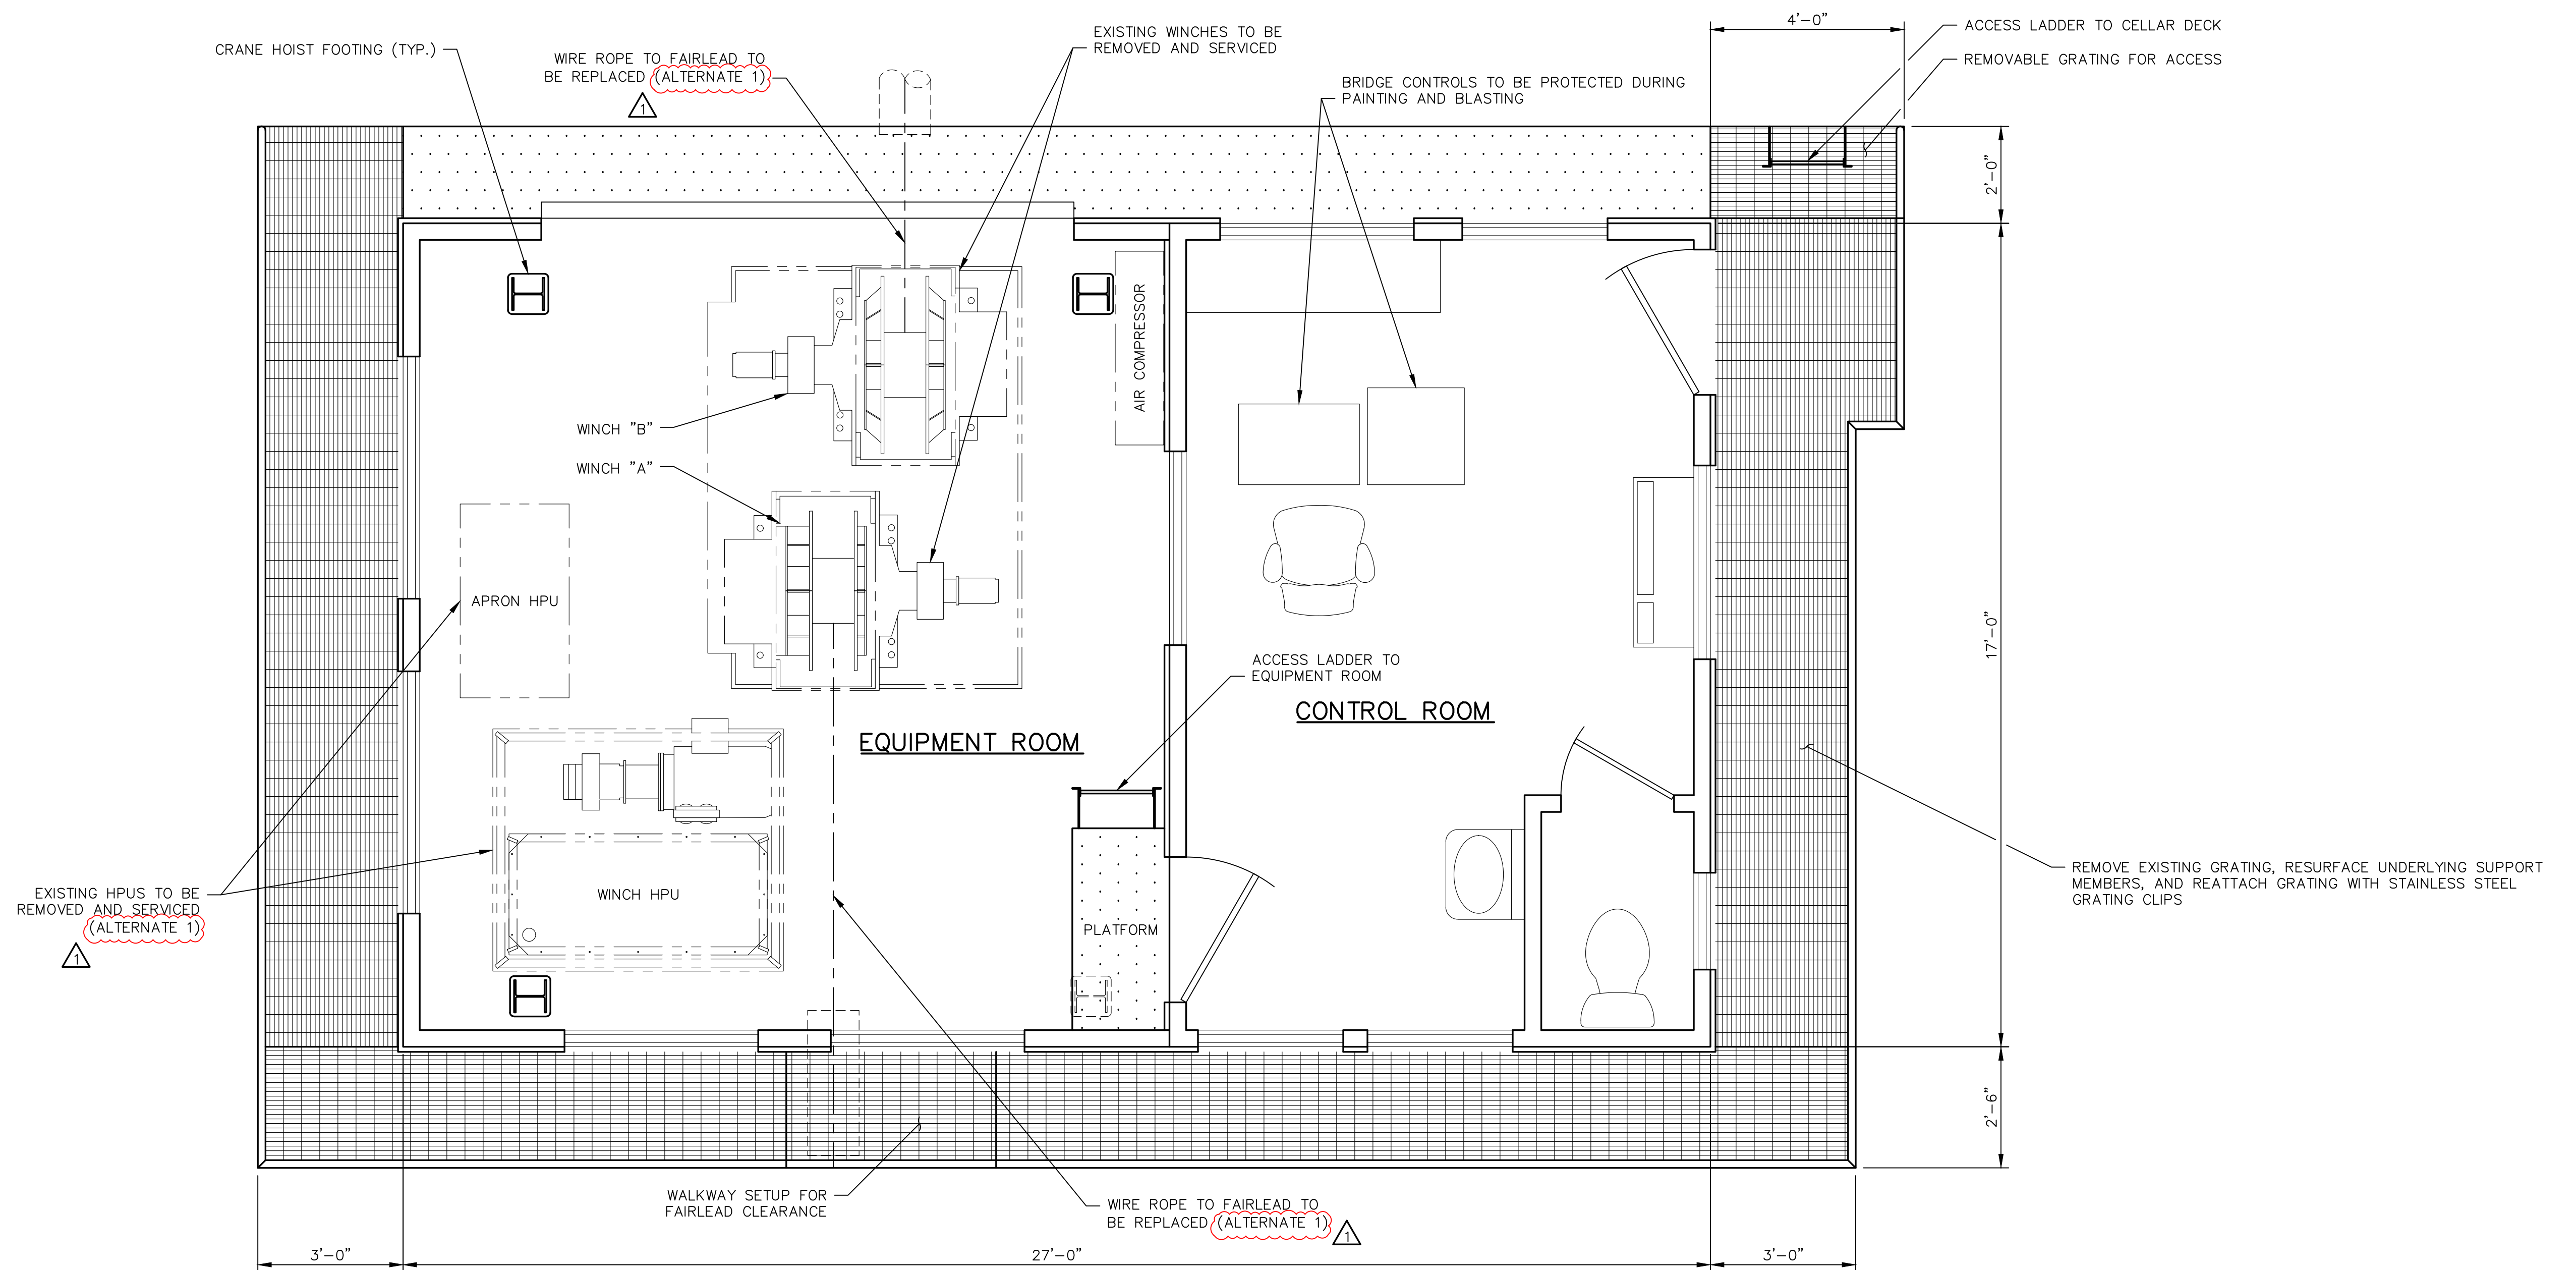 CRANE HOIST FOOTING (TYP.)
WIRE ROPE TO FAIRLEAD TO
BE REPLACED (ALTERNATE 1)
1
EXISTING WINCHES TO BE
REMOVED AND SERVICED
BRIDGE CONTROLS TO BE PROTECTED DURING
PAINTING AND BLASTING
4'-0"
ACCESS LADDER TO CELLAR DECK
REMOVABLE GRATING FOR ACCESS
2'-0"
AIR COMPRESSOR
WINCH "B"
WINCH "A"
APRON HPU
17'-0"
ACCESS LADDER TO
EQUIPMENT ROOM
CONTROL ROOM
EQUIPMENT ROOM
EXISTING HPUS TO BE
REMOVED AND SERVICED
(ALTERNATE 1)
1
WINCH HPU
PLATFORM
REMOVE EXISTING GRATING, RESURFACE UNDERLYING SUPPORT
MEMBERS, AND REATTACH GRATING WITH STAINLESS STEEL
GRATING CLIPS
2'-6"
WALKWAY SETUP FOR
FAIRLEAD CLEARANCE
WIRE ROPE TO FAIRLEAD TO
BE REPLACED (ALTERNATE 1)
1
3'-0"
27'-0"
3'-0"